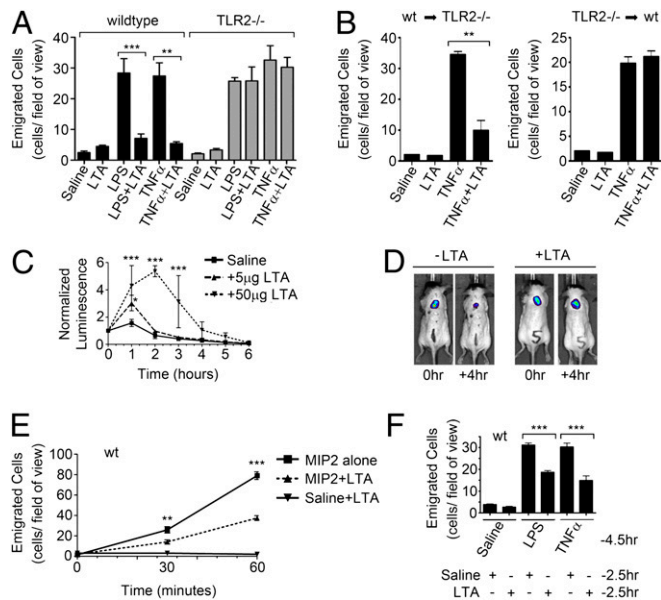 A
wildtype
TLR2-/-
Emigrated Cells
(cells/ field of view)
50
40
30
20
10
0
***
**
Saline
LTA
LPS
LPS+LTA
TNFα
TNFα+LTA
Saline
LTA
LPS
LPS+LTA
TNFα
TNFα+LTA
B
wt → TLR2-/-
Emigrated Cells
(cells/ field of view)
40
30
20
10
0
**
Saline
LTA
TNFα
TNFα+LTA
TLR2-/- → wt
Emigrated Cells
(cells/ field of view)
25
20
15
10
5
0
Saline
LTA
TNFα
TNFα+LTA
C
Normalized
Luminescence
6
4
2
0
*** *** ***
*
Saline
+5µg LTA
+50µg LTA
0 1 2 3 4 5 6
Time (hours)
D
-LTA
+LTA
5
5
0hr +4hr 0hr +4hr
E
wt
Emigrated Cells
(cells/ field of view)
100
80
60
40
20
0
**
***
MIP2 alone
MIP2+LTA
Saline+LTA
0 30 60
Time (minutes)
F
wt
Emigrated Cells
(cells/ field of view)
40
30
20
10
0
***
***
Saline
LPS
TNFα
-4.5hr
Saline + - + - + - -2.5hr
LTA - + - + - + -2.5hr